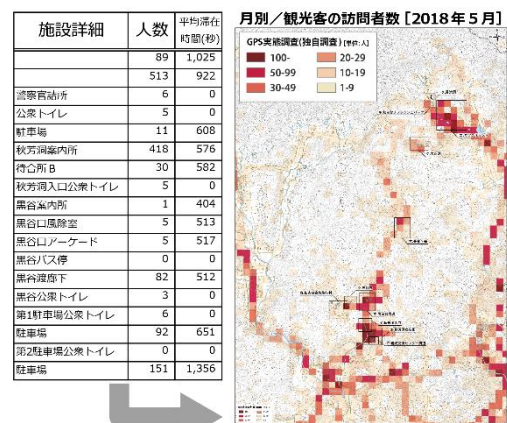 施設詳細 人数 平均滞在時間(秒)
89 1,025
513 922
警察官詰所 6 0
公衆トイレ 5 0
駐車場 11 608
秋芳洞案内所 418 576
待合所B 30 582
秋芳洞入口公衆トイレ 5 0
黒谷案内所 1 404
黒谷口風除室 5 513
黒谷口アーケード 5 517
黒谷バス停 0 0
黒谷渡廊下 82 512
黒谷公衆トイレ 3 0
第1駐車場公衆トイレ 6 0
駐車場 92 651
第2駐車場公衆トイレ 0 0
駐車場 151 1,356
月別/観光客の訪問者数[2018年5月]
GPS実態調査(独自調査)[単位:人]
100- 20-29
50-99 10-19
30-49 1-9